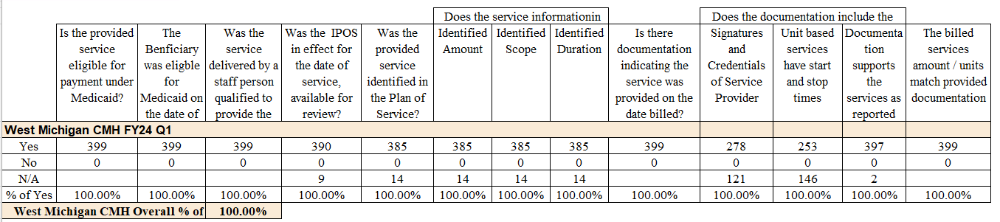 Does the service informationin
Does the documentation include the
Is the provided
service
eligible for
payment under
Medicaid?
The
Benficiary
was eligble
for
Medicaid on
the date of
Was the
service
delivered by a
staff person
qualified to
provide the
Was the IPOS
in effect for
the date of
service,
available for
review?
Was the
provided
service
identified in
the Plan of
Service?
Identified
Amount
Identified
Scope
Identified
Duration
Is there
documentation
indicating the
service was
provided on the
date billed?
Signatures
and
Credentials
of Service
Provider
Unit based
services
have start
and stop
times
Documenta
tion
supports
the
services as
reported
The billed
services
amount / units
match provided
documentation
West Michigan CMH FY24 Q1
Yes 399 399 399 390 385 385 385 385 399 278 253 397 399
No 0 0 0 0 0 0 0 0 0 0 0 0 0
N/A 9 14 14 14 14 121 146 2
% of Yes 100.00% 100.00% 100.00% 100.00% 100.00% 100.00% 100.00% 100.00% 100.00% 100.00% 100.00% 100.00% 100.00%
West Michigan CMH Overall % of 100.00%